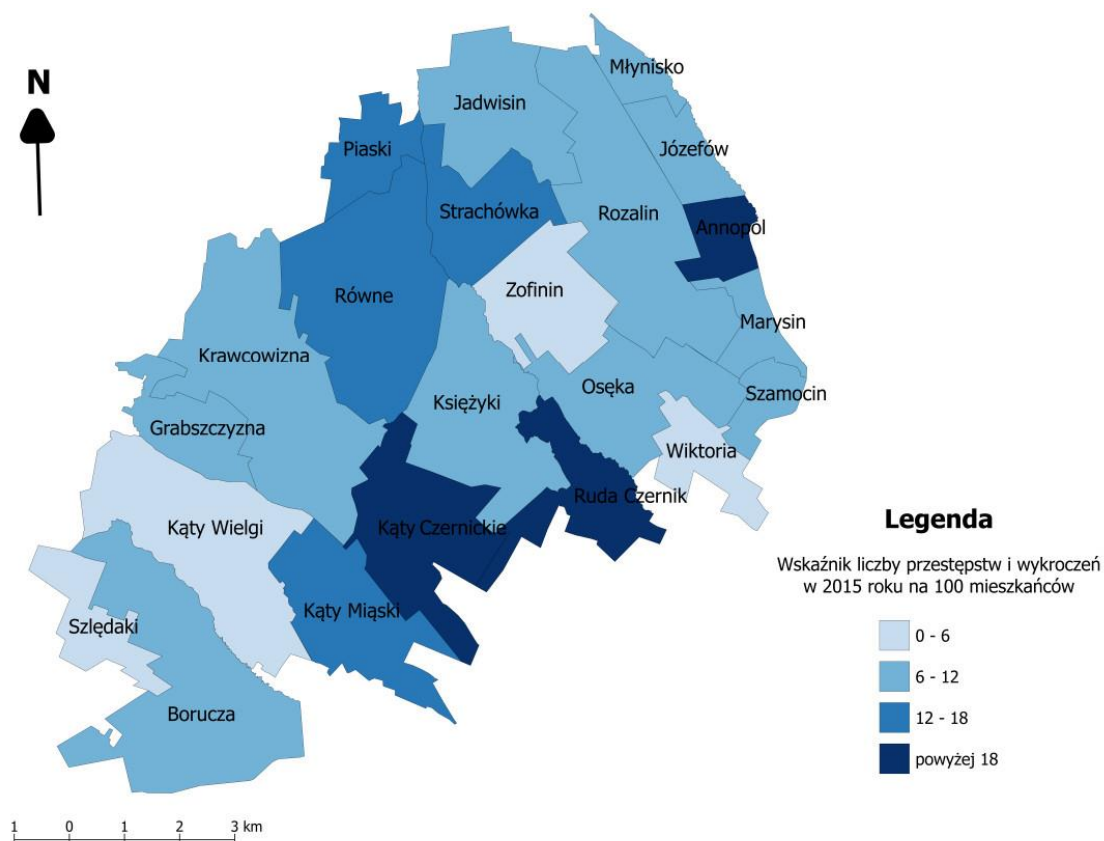 N
Młynisko
Jadwisin
Józefów
Piaski
Strachówka
Rozalin
Annopol
Zofinin
Równe
Marysin
Krawcowizna
Osęka
Szamocin
Księżyki
Grabszczyzna
Wiktoria
Ruda Czernik
Kąty Czernickie
Kąty Wielgi
Kąty Miąski
Szlędaki
Borucza
Legenda
Wskaźnik liczby przestępstw i wykroczeń
w 2015 roku na 100 mieszkańców
0 - 6
6 - 12
12 - 18
powyżej 18
1 0 1 2 3 km